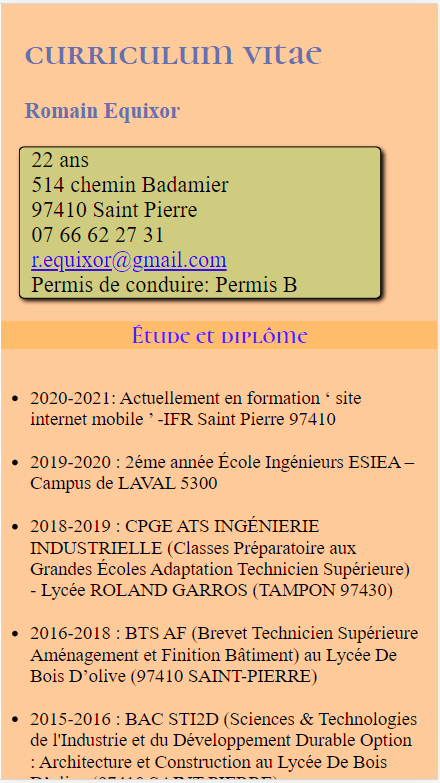 curriculum vitae
Romain Equixor
22 ans
514 chemin Badamier
97410 Saint Pierre
07 66 62 27 31
r.equixor@gmail.com
Permis de conduire: Permis B
Étude et diplôme
• 2020-2021: Actuellement en formation ‘ site
internet mobile ’ -IFR Saint Pierre 97410
• 2019-2020 : 2éme année École Ingénieurs ESIEA –
Campus de LAVAL 5300
• 2018-2019 : CPGE ATS INGÉNIERIE
INDUSTRIELLE (Classes Préparatoire aux
Grandes Écoles Adaptation Technicien Supérieure)
- Lycée ROLAND GARROS (TAMPON 97430)
• 2016-2018 : BTS AF (Brevet Technicien Supérieure
Aménagement et Finition Bâtiment) au Lycée De
Bois D’olive (97410 SAINT-PIERRE)
• 2015-2016 : BAC STI2D (Sciences & Technologies
de l'Industrie et du Développement Durable Option
: Architecture et Construction au Lycée De Bois
D’olive (97410 SAINT-PIERRE)